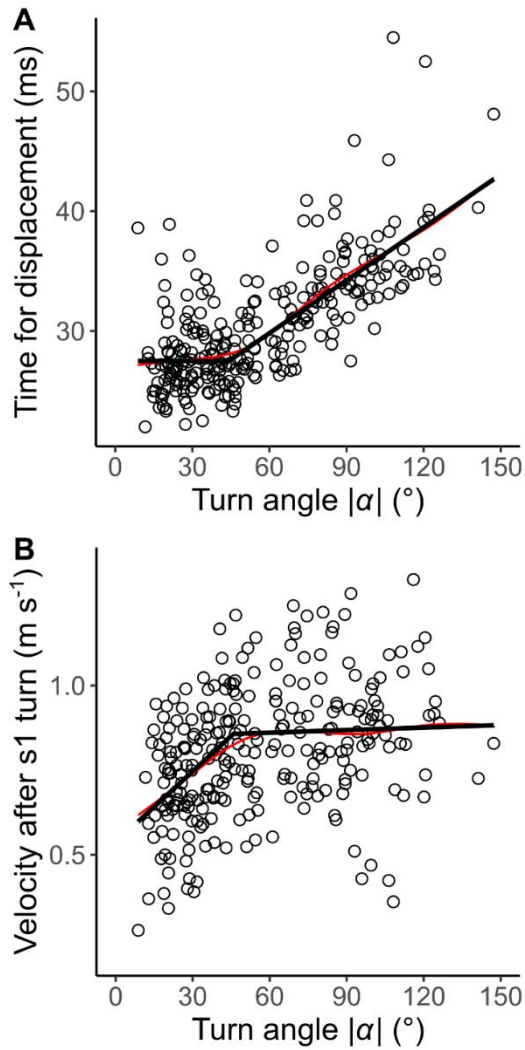 A
Time for displacement (ms)
50
40
30
0 30 60 90 120 150
Turn angle |α| (°)
B
Velocity after s1 turn (m s⁻¹)
1.0
0.5
0 30 60 90 120 150
Turn angle |α| (°)